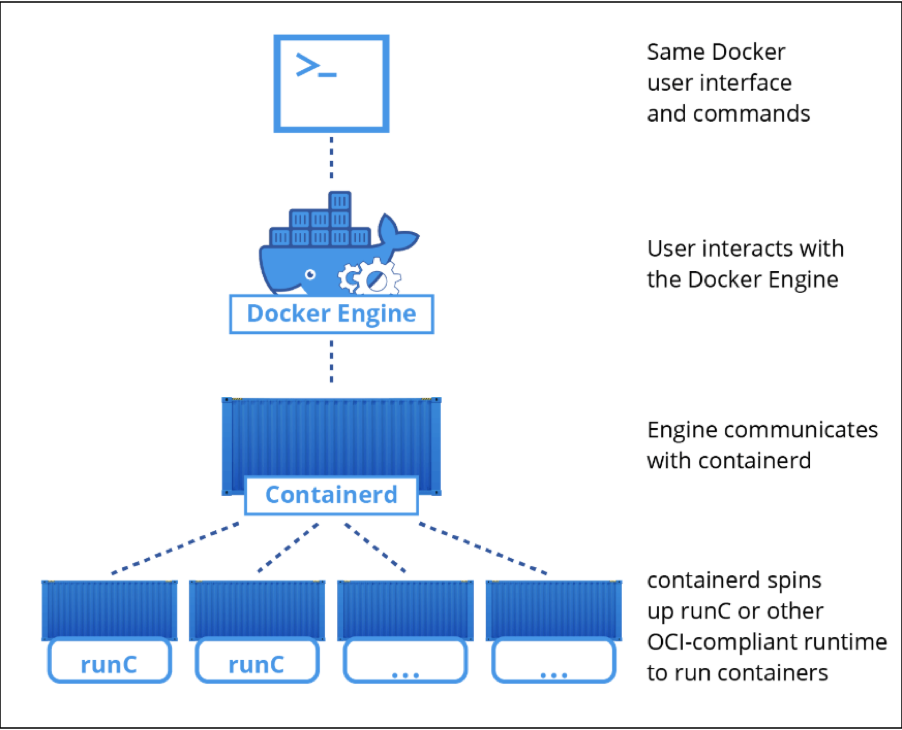 >_
Same Docker
user interface
and commands
Docker Engine
User interacts with
the Docker Engine
Containerd
Engine communicates
with containerd
runC
runC
...
...
containerd spins
up runC or other
OCI-compliant runtime
to run containers